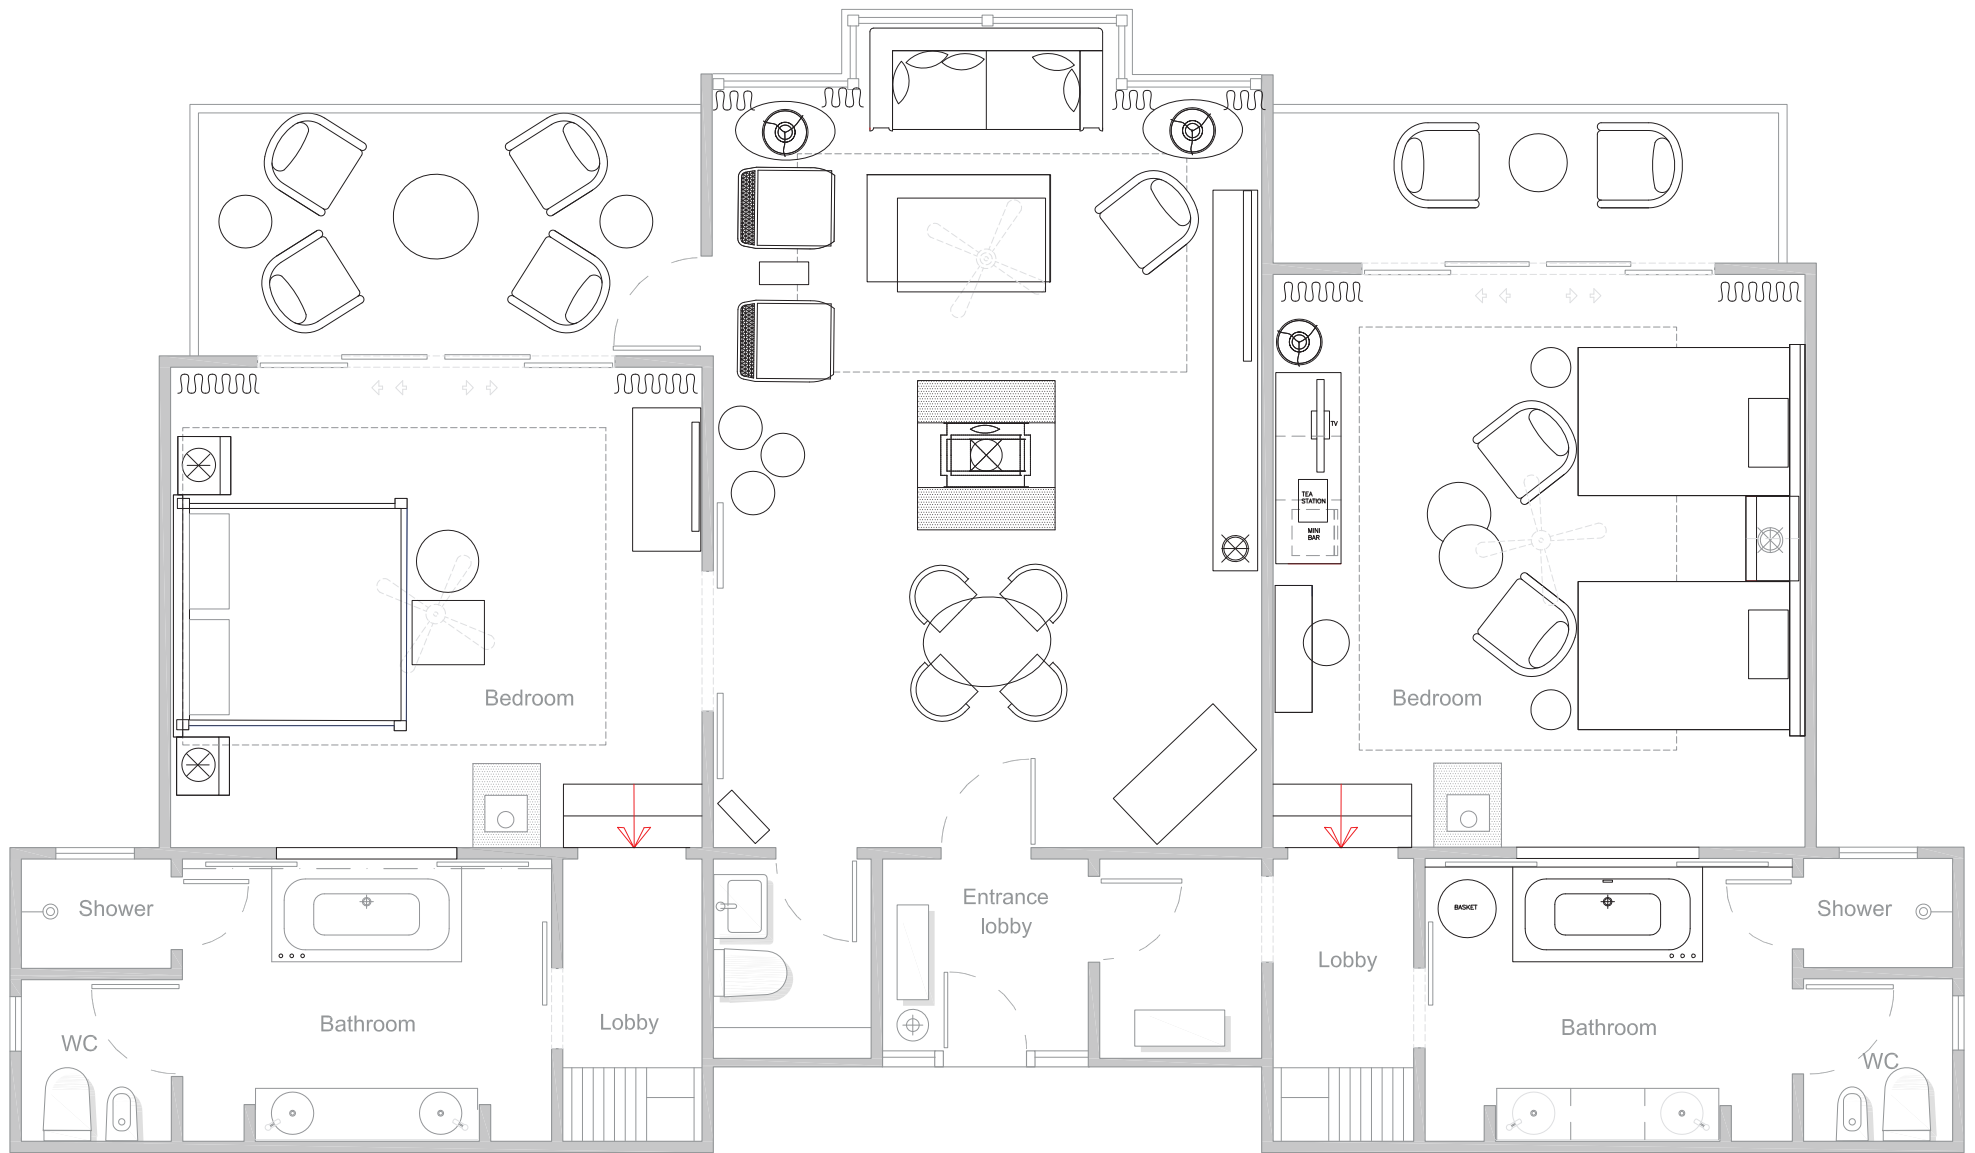 TV
TEA
STATION
MINI
BAR
Bedroom
Bedroom
Shower
Entrance
lobby
BASKET
Shower
Lobby
WC
Bathroom
Lobby
Bathroom
WC